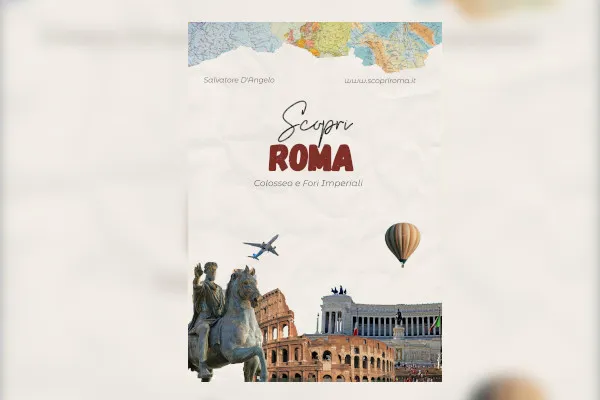 Salvatore D'Angelo
www.scopriroma.it
Scopri
ROMA
Colosseo e Fori Imperiali